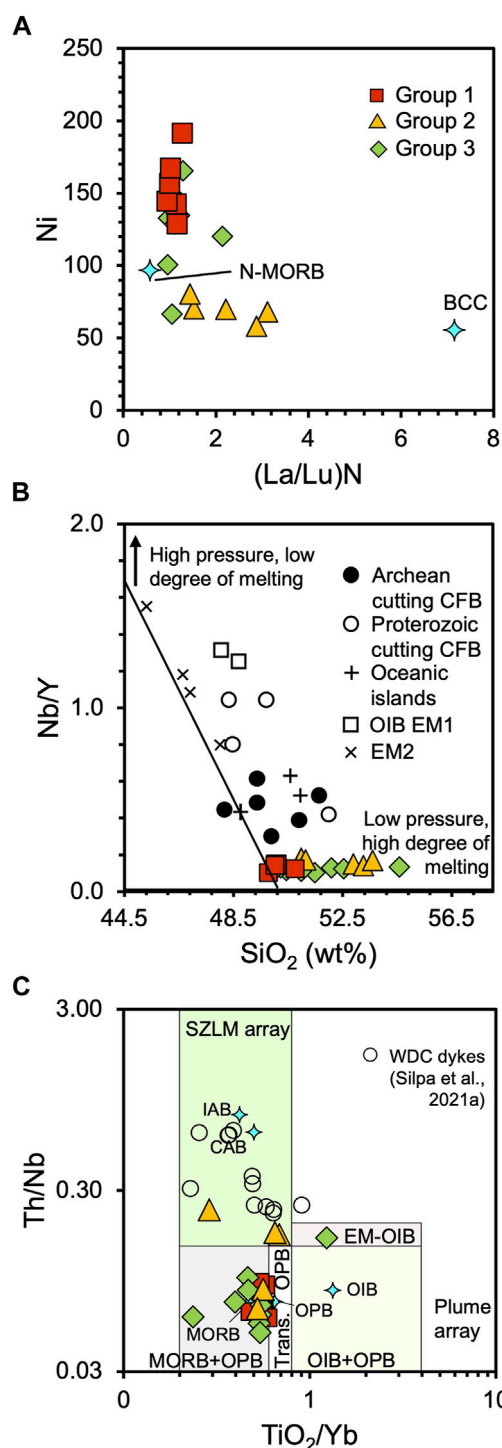 A
250
200
150
100
50
0
Ni
Group 1
Group 2
Group 3
N-MORB
BCC
0 2 4 6 8
(La/Lu)N
B
2.0
1.0
0.0
Nb/Y
High pressure, low
degree of melting
Archean
cutting CFB
Proterozoic
cutting CFB
Oceanic
islands
OIB EM1
EM2
Low pressure,
high degree of
melting
44.5 48.5 52.5 56.5
SiO₂ (wt%)
C
3.00
0.30
0.03
Th/Nb
SZLM array
WDC dykes
(Silpa et al.,
2021a)
IAB
CAB
EM-OIB
Trans. OPB
OIB
OPB
MORB
Plume
array
MORB+OPB
OIB+OPB
0 1 10
TiO₂/Yb